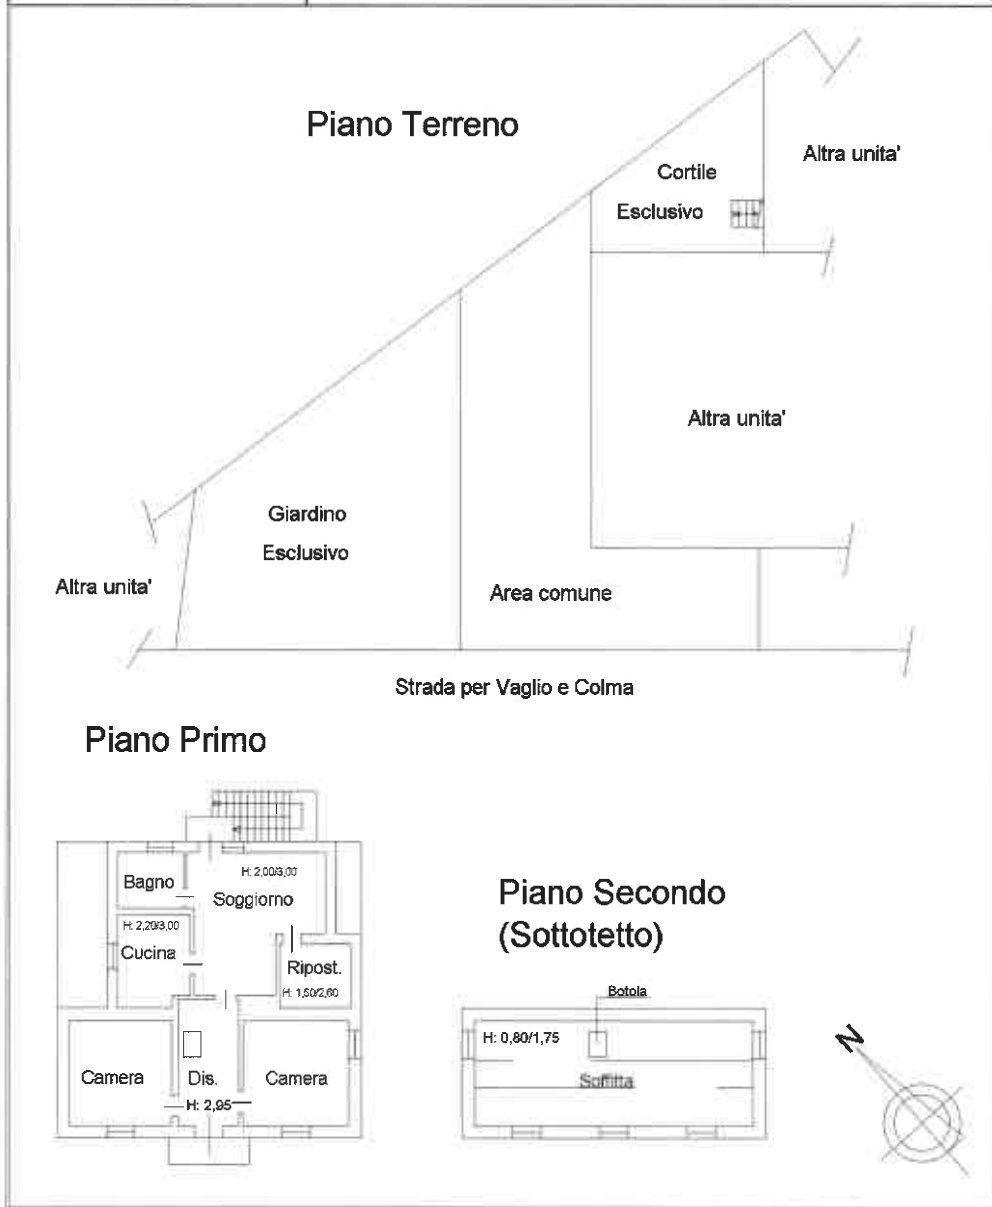 Piano Terreno
Altra unita'
Cortile
Esclusivo
Altra unita'
Giardino
Esclusivo
Altra unita'
Area comune
Strada per Vaglio e Colma
Piano Primo
H: 2,00/3,00
Bagno
Soggiorno
H: 2,20/3,00
Cucina
Ripost.
H: 1,50/2,60
Camera
Dis.
Camera
H: 2,95
Piano Secondo
(Sottotetto)
Botola
H: 0,80/1,75
Soffitta
N